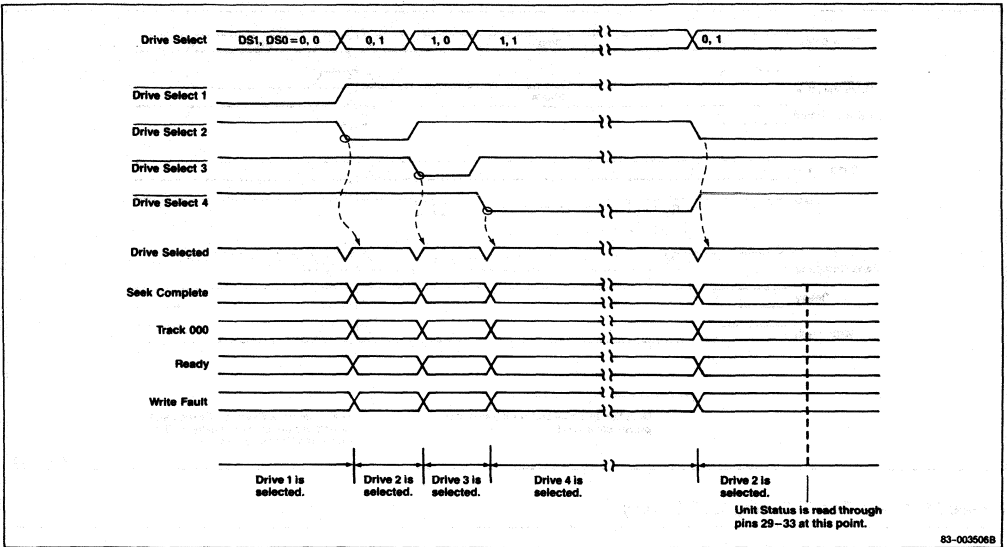 Drive Select DS1, DS0=0, 0 0, 1 1, 0 1, 1 0, 1
Drive Select 1
Drive Select 2
Drive Select 3
Drive Select 4
Drive Selected
Seek Complete
Track 000
Ready
Write Fault
Drive 1 is selected.
Drive 2 is selected.
Drive 3 is selected.
Drive 4 is selected.
Drive 2 is selected.
Unit Status is read through
pins 29–33 at this point.
83-003506B